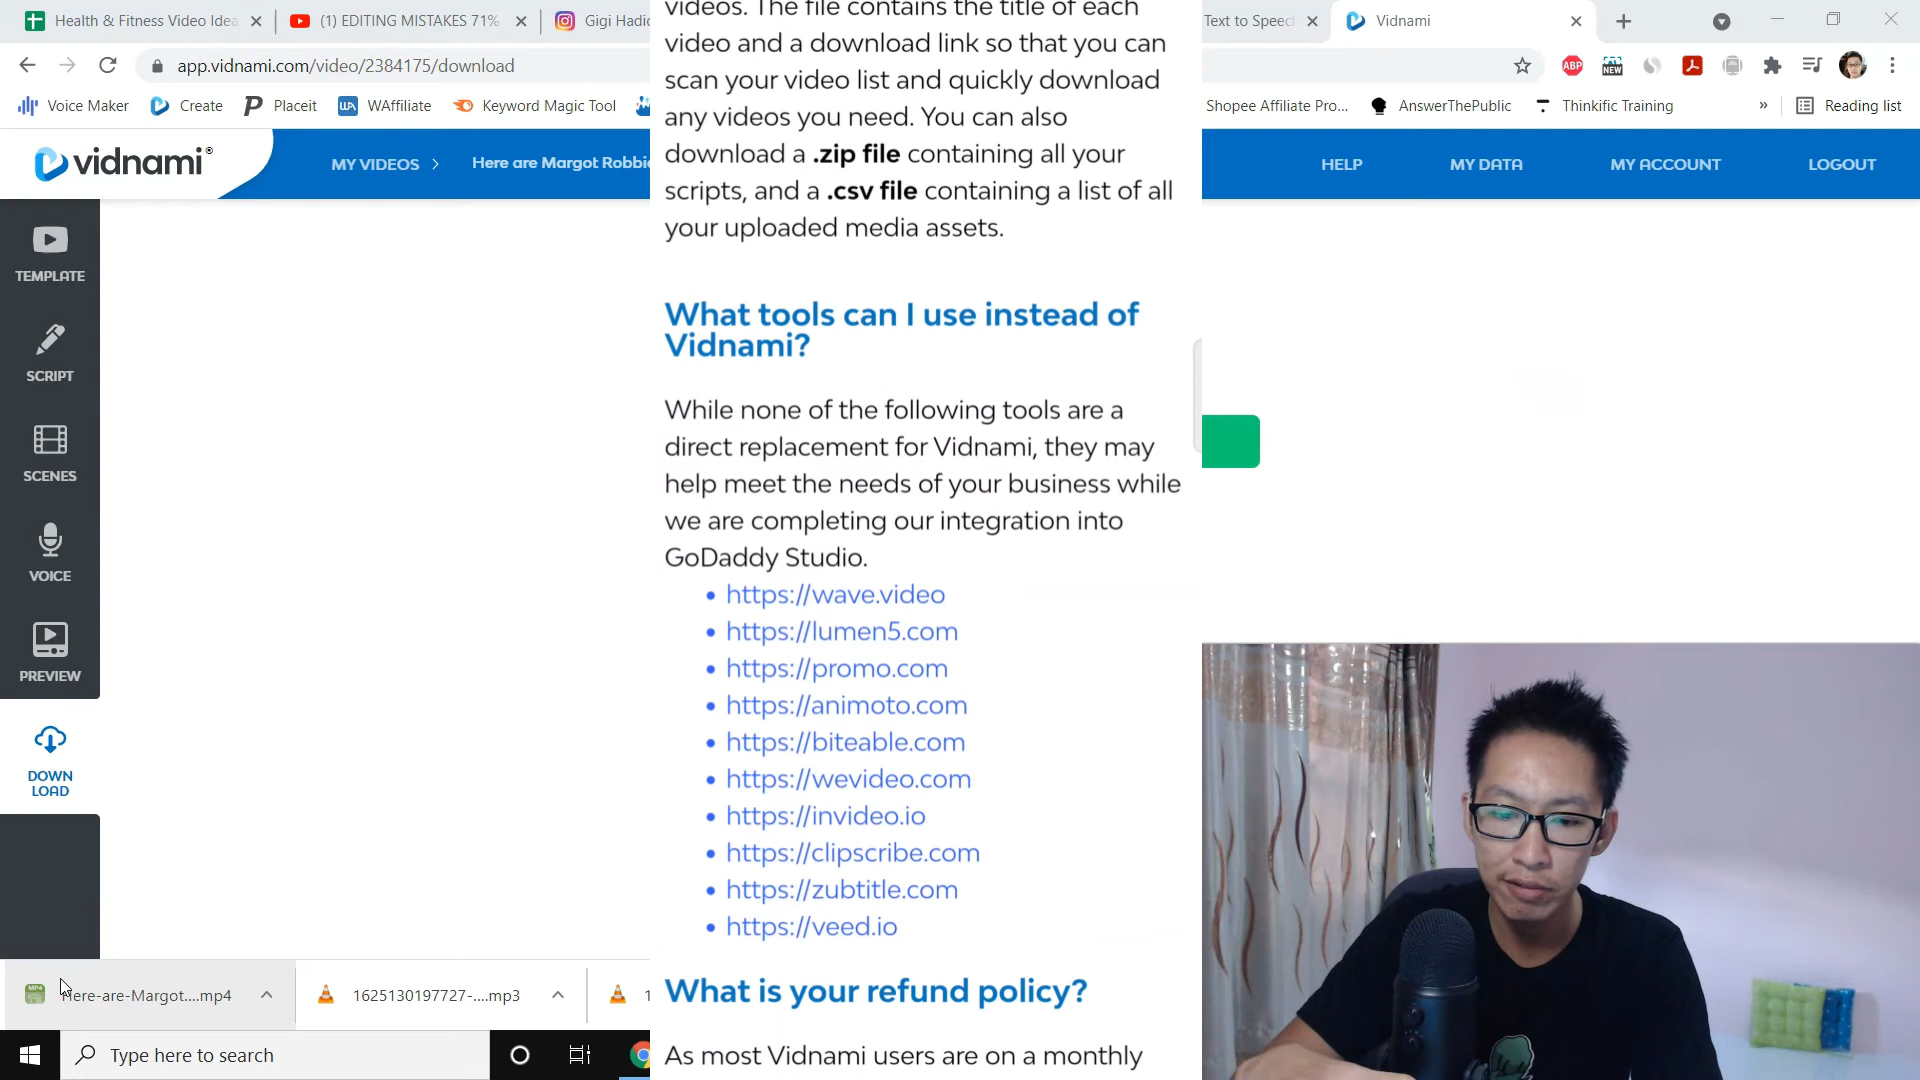 Health & Fitness Video Idea
(1) EDITING MISTAKES 71%
Gigi Hadid
Text to Speec
Vidnami
app.vidnami.com/video/2384175/download
ABP
NEW
Voice Maker
Create
Placeit
WAffiliate
Keyword Magic Tool
Shopee Affiliate Pro...
AnswerThePublic
Thinkific Training
»
Reading list
vidnami®
MY VIDEOS >
Here are Margot Robbie
HELP
MY DATA
MY ACCOUNT
LOGOUT
TEMPLATE
SCRIPT
SCENES
VOICE
PREVIEW
DOWN
LOAD
videos. The file contains the title of each
video and a download link so that you can
scan your video list and quickly download
any videos you need. You can also
download a .zip file containing all your
scripts, and a .csv file containing a list of all
your uploaded media assets.
What tools can I use instead of
Vidnami?
While none of the following tools are a
direct replacement for Vidnami, they may
help meet the needs of your business while
we are completing our integration into
GoDaddy Studio.
• https://wave.video
• https://lumen5.com
• https://promo.com
• https://animoto.com
• https://biteable.com
• https://wevideo.com
• https://invideo.io
• https://clipscribe.com
• https://zubtitle.com
• https://veed.io
What is your refund policy?
As most Vidnami users are on a monthly
Here-are-Margot....mp4
1625130197727-....mp3
1
Type here to search